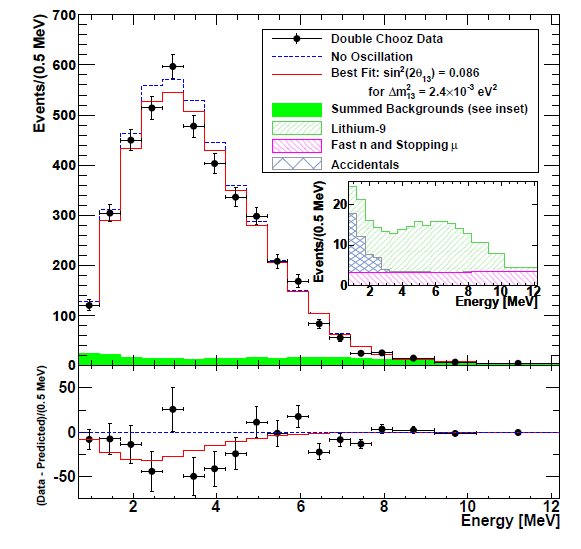 700
600
500
400
300
200
100
0
Events/(0.5 MeV)
Double Chooz Data
No Oscillation
Best Fit: sin²(2θ₁₃) = 0.086
for Δm²₁₃ = 2.4×10⁻³ eV²
Summed Backgrounds (see inset)
Lithium-9
Fast n and Stopping μ
Accidentals
Events/(0.5 MeV)
20
10
0
2 4 6 8 10 12
Energy [MeV]
(Data - Predicted)/(0.5 MeV)
50
0
-50
2 4 6 8 10 12
Energy [MeV]